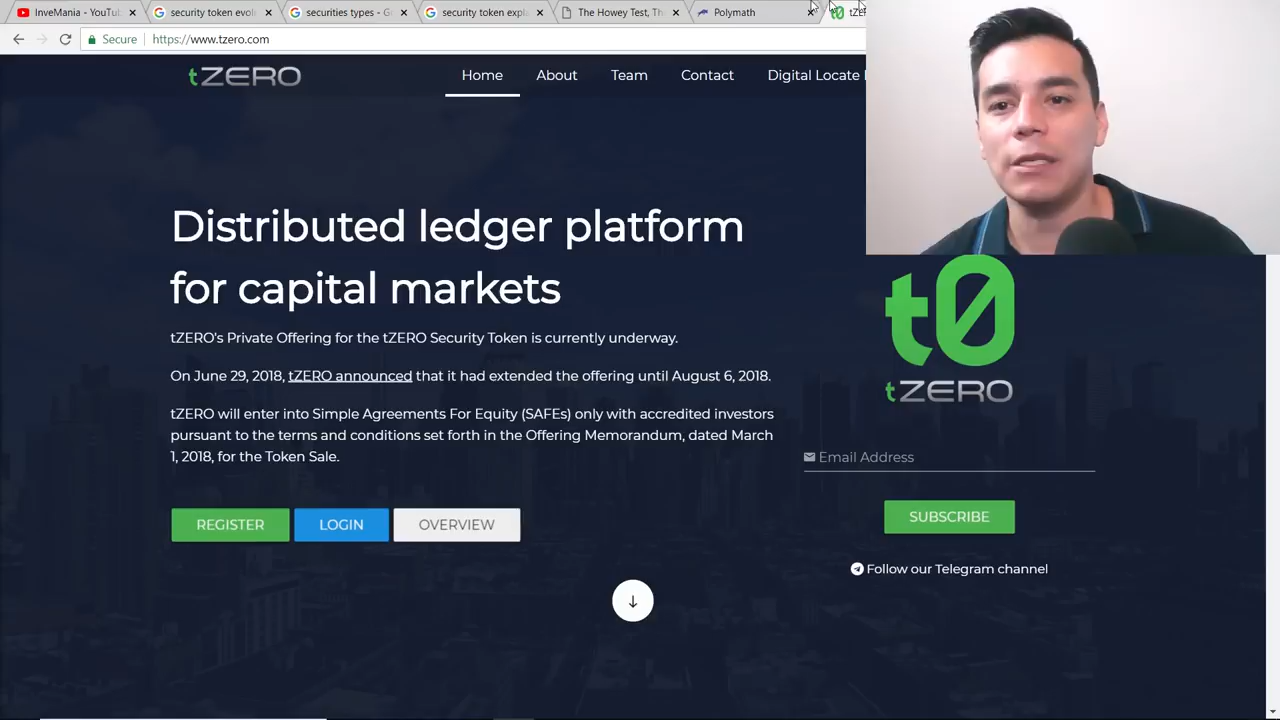 InveMania - YouTu
security token evol
securities types - G
security token expla
The Howey Test, Th
Polymath
Secure
https://www.tzero.com
tZERO
Home
About
Team
Contact
Digital Locate
Distributed ledger platform
for capital markets
tZERO's Private Offering for the tZERO Security Token is currently underway.
On June 29, 2018, tZERO announced that it had extended the offering until August 6, 2018.
tZERO will enter into Simple Agreements For Equity (SAFEs) only with accredited investors
pursuant to the terms and conditions set forth in the Offering Memorandum, dated March
1, 2018, for the Token Sale.
REGISTER
LOGIN
OVERVIEW
t0
tZERO
Email Address
SUBSCRIBE
Follow our Telegram channel